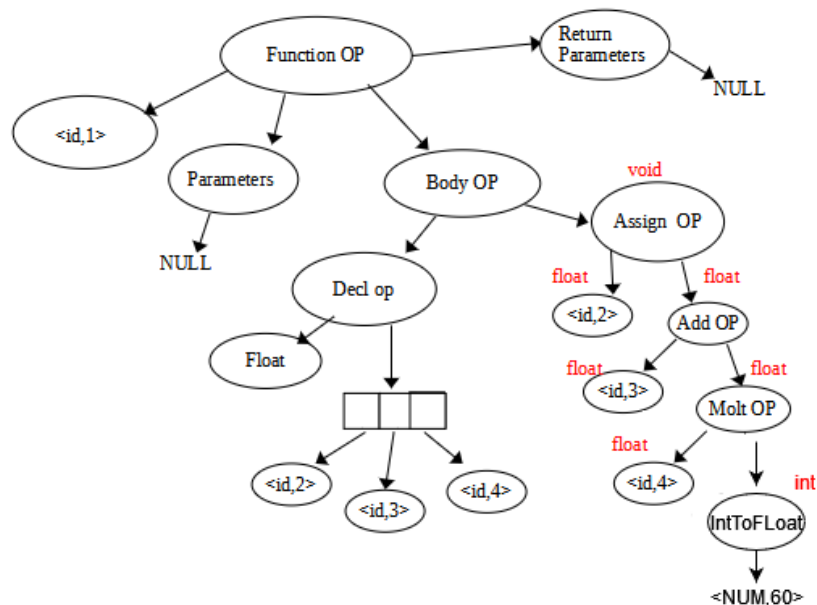 Function OP
Return
Parameters
NULL
<id,1>
Parameters
NULL
Body OP
void
Assign OP
Decl op
float
float
<id,2>
Add OP
Float
float
float
<id,3>
Molt OP
float
<id,4>
int
<id,2>
<id,3>
<id,4>
IntToFLoat
<NUM,60>